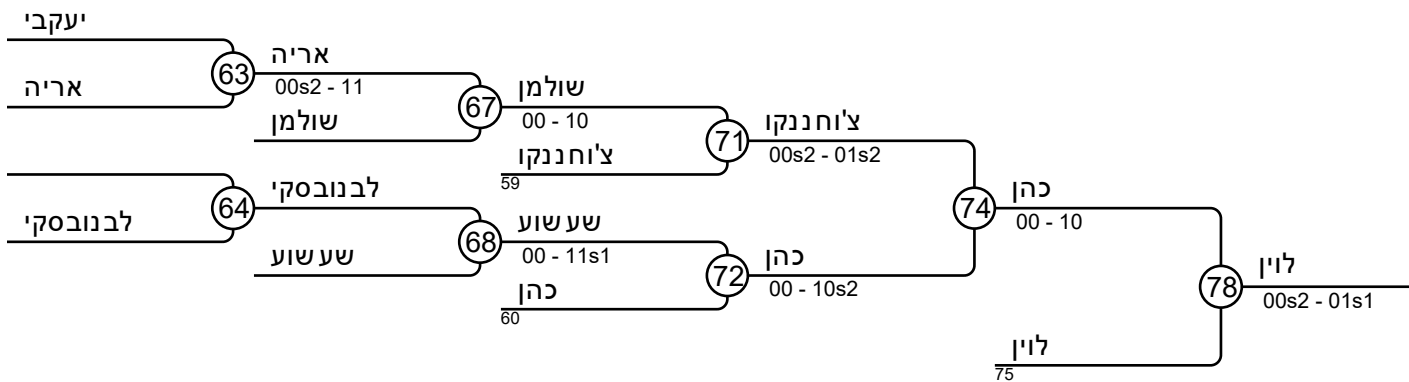 יעקבי
אריה
63
אריה
00s2 - 11
שולמן
67
שולמן
00 - 10
צ'וחננקו
59
71
צ'וחננקו
00s2 - 01s2
לבנובסקי
64
לבנובסקי
שעשוע
68
שעשוע
00 - 11s1
כהן
60
72
כהן
00 - 10s2
74
כהן
00 - 10
לוין
75
78
לוין
00s2 - 01s1